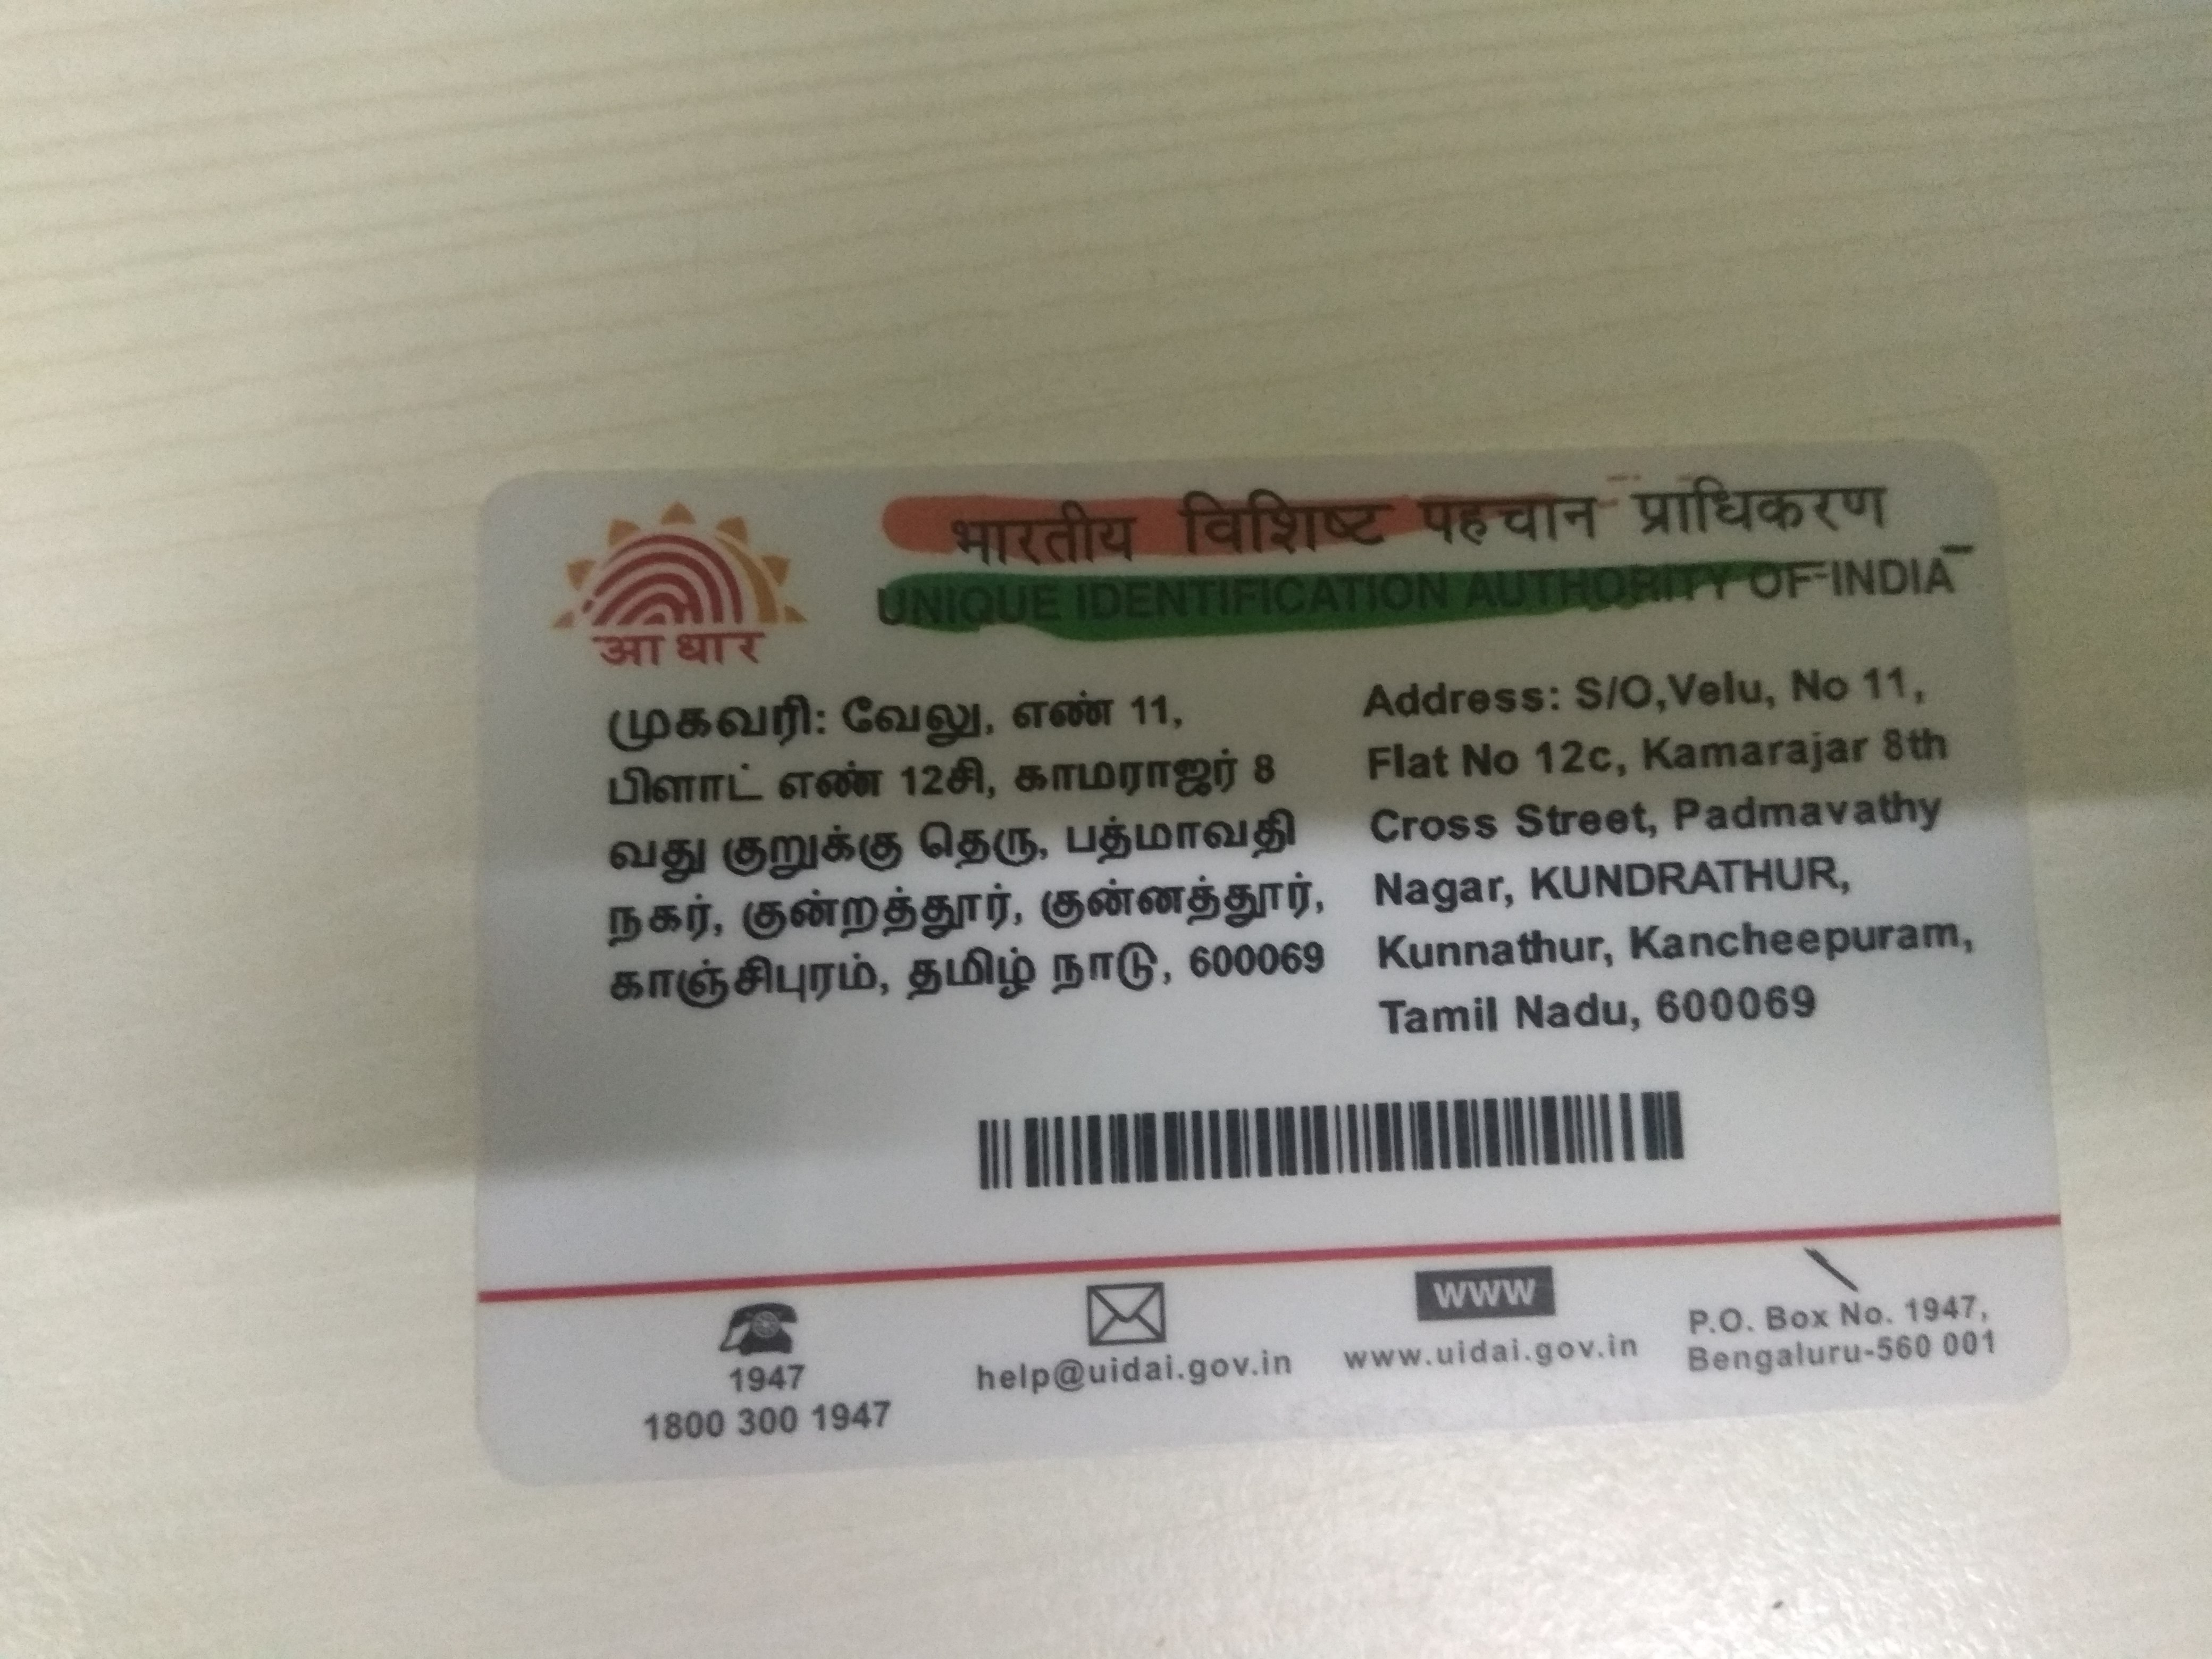 भारतीय विशिष्ट पहचान प्राधिकरण
UNIQUE IDENTIFICATION AUTHORITY OF INDIA
आधार
முகவரி: வேலு, எண் 11,
பிளாட் எண் 12சி, காமராஜர் 8
வது குறுக்கு தெரு, பத்மாவதி
நகர், குன்றத்தூர், குன்னத்தூர்,
காஞ்சிபுரம், தமிழ் நாடு, 600069
Address: S/O,Velu, No 11,
Flat No 12c, Kamarajar 8th
Cross Street, Padmavathy
Nagar, KUNDRATHUR,
Kunnathur, Kancheepuram,
Tamil Nadu, 600069
1947
1800 300 1947
help@uidai.gov.in
www
www.uidai.gov.in
P.O. Box No. 1947,
Bengaluru-560 001